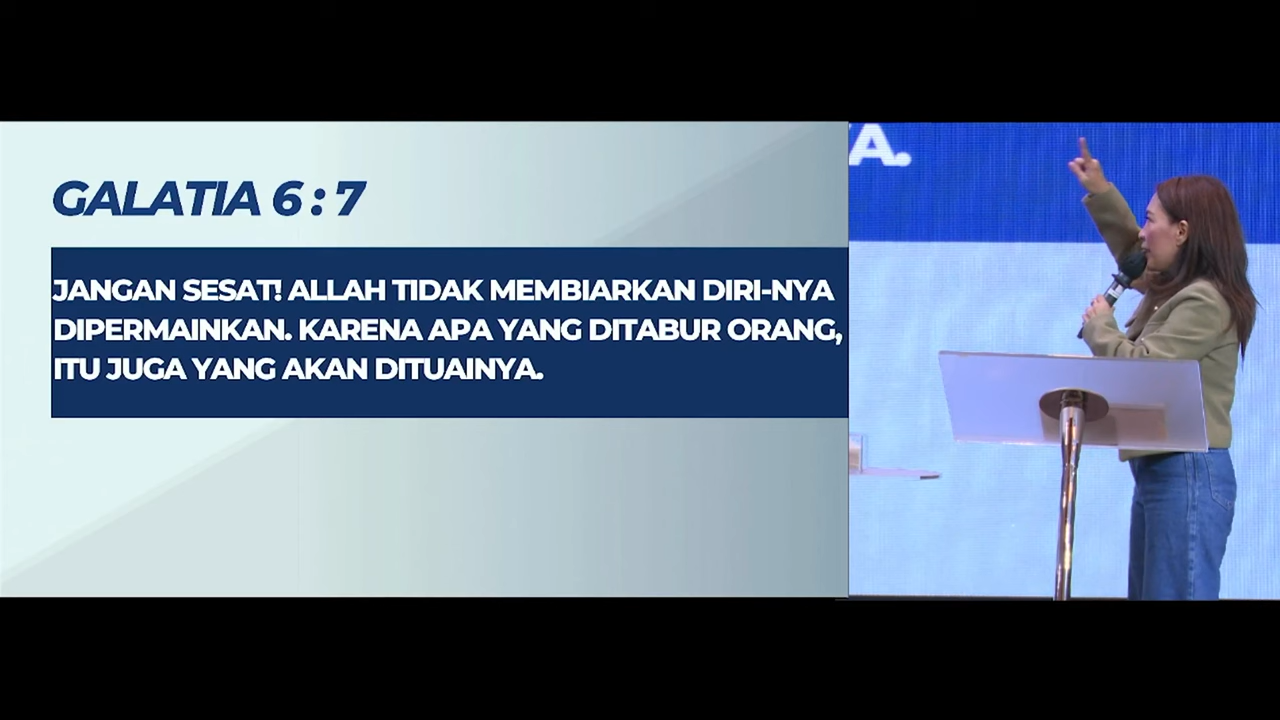 GALATIA 6 : 7
JANGAN SESAT! ALLAH TIDAK MEMBIARKAN DIRI-NYA
DIPERMAINKAN. KARENA APA YANG DITABUR ORANG,
ITU JUGA YANG AKAN DITUAINYA.
A.